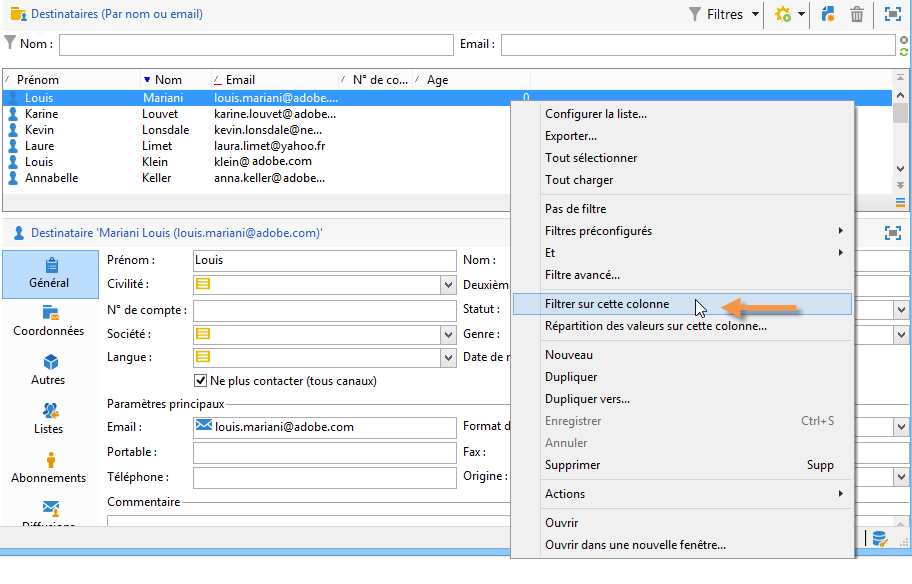 Destinataires (Par nom ou email)
Filtres
Nom :
Email :
Prénom Nom Email N° de co... Age
Louis Mariani louis.mariani@adobe.... 0
Karine Louvet karine.louvet@adobe...
Kevin Lonsdale kevin.lonsdale@ne...
Laure Limet laura.limet@yahoo.fr
Louis Klein klein@adobe.com
Annabelle Keller anna.keller@adobe...
Configurer la liste...
Exporter...
Tout sélectionner
Tout charger
Pas de filtre
Filtres préconfigurés
Et
Filtre avancé...
Filtrer sur cette colonne
Répartition des valeurs sur cette colonne...
Nouveau
Dupliquer
Dupliquer vers...
Enregistrer Ctrl+S
Annuler
Supprimer Supp
Actions
Ouvrir
Ouvrir dans une nouvelle fenêtre...
Destinataire 'Mariani Louis (louis.mariani@adobe.com)'
Général
Coordonnées
Autres
Listes
Abonnements
Diffusions
Prénom : Louis Nom :
Civilité : Deuxièm
N° de compte : Statut :
Société : Genre :
Langue : Date de n
Ne plus contacter (tous canaux)
Paramètres principaux
Email : louis.mariani@adobe.com Format d
Portable : Fax :
Téléphone : Origine :
Commentaire